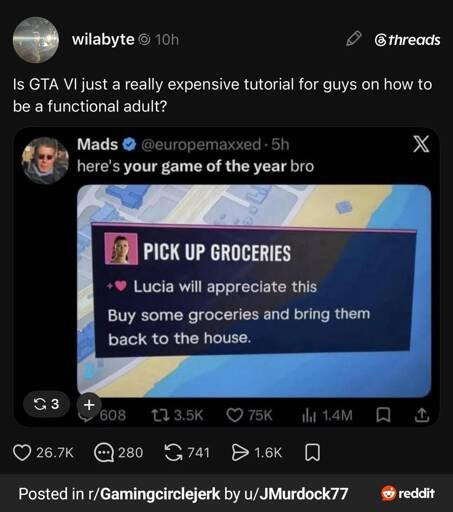 wilabyte 10h
threads
Is GTA VI just a really expensive tutorial for guys on how to
be a functional adult?
Mads @europemaxxed · 5h
X
here's your game of the year bro
PICK UP GROCERIES
Lucia will appreciate this
Buy some groceries and bring them
back to the house.
3
608 3.5K 75K 1.4M
26.7K 280 741 1.6K
Posted in r/Gamingcirclejerk by u/JMurdock77 reddit